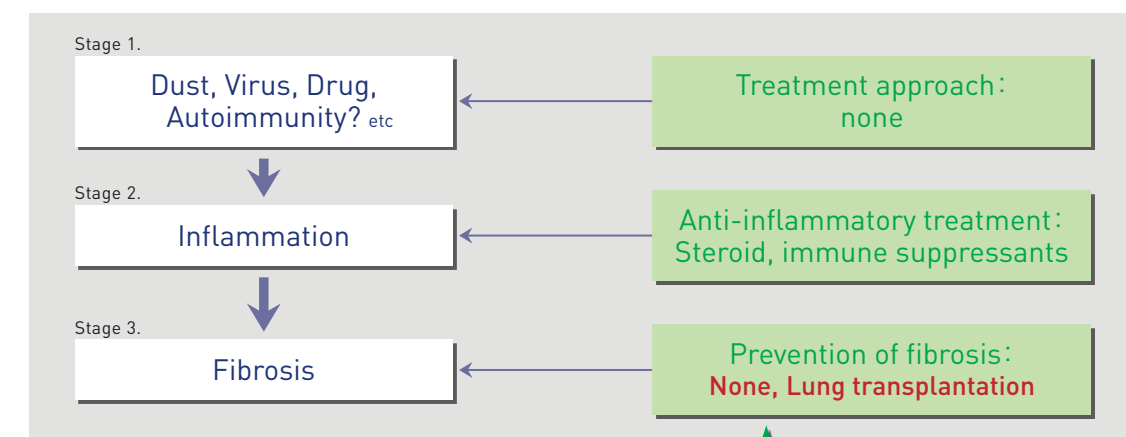 Stage 1.
Dust, Virus, Drug,
Autoimmunity? etc
Treatment approach:
none
Stage 2.
Inflammation
Anti-inflammatory treatment:
Steroid, immune suppressants
Stage 3.
Fibrosis
Prevention of fibrosis:
None, Lung transplantation